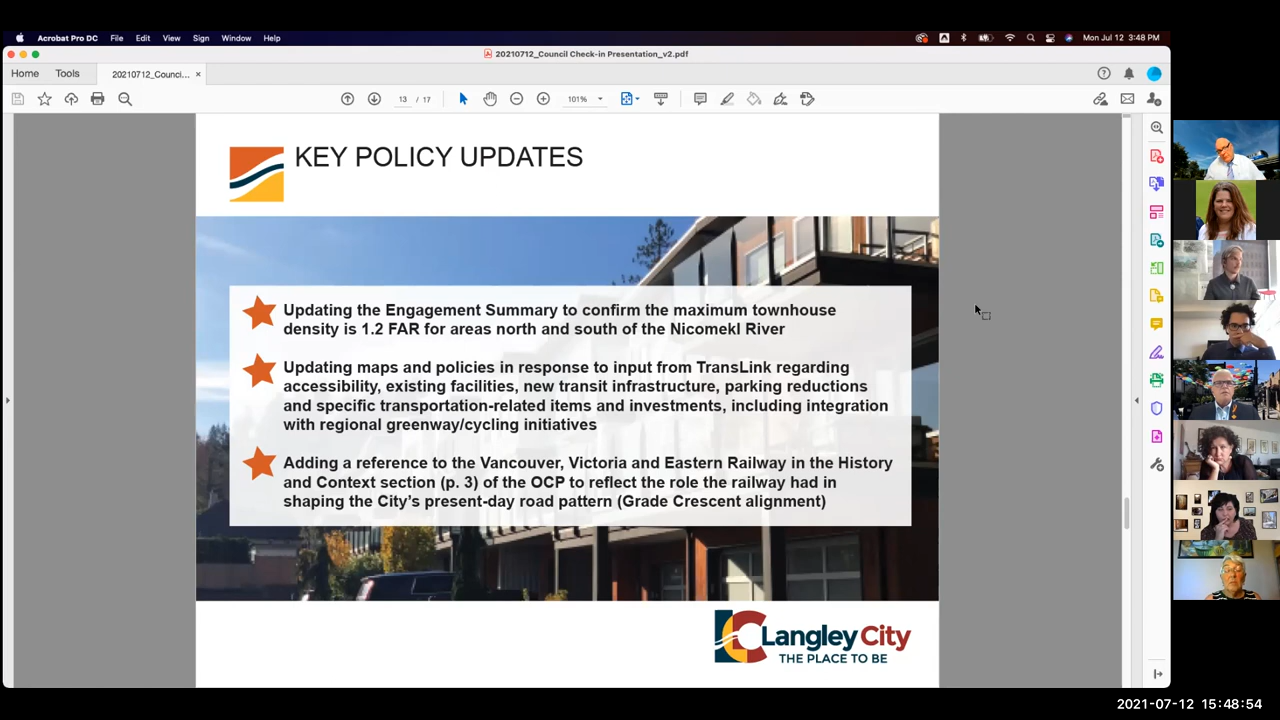 Acrobat Pro DC File Edit View Sign Window Help
Mon Jul 12 3:48 PM
20210712_Council Check-in Presentation_v2.pdf
Home Tools 20210712_Counci... ×
13 / 17
101%
KEY POLICY UPDATES
Updating the Engagement Summary to confirm the maximum townhouse
density is 1.2 FAR for areas north and south of the Nicomekl River
Updating maps and policies in response to input from TransLink regarding
accessibility, existing facilities, new transit infrastructure, parking reductions
and specific transportation-related items and investments, including integration
with regional greenway/cycling initiatives
Adding a reference to the Vancouver, Victoria and Eastern Railway in the History
and Context section (p. 3) of the OCP to reflect the role the railway had in
shaping the City's present-day road pattern (Grade Crescent alignment)
Langley City
THE PLACE TO BE
2021-07-12 15:48:54